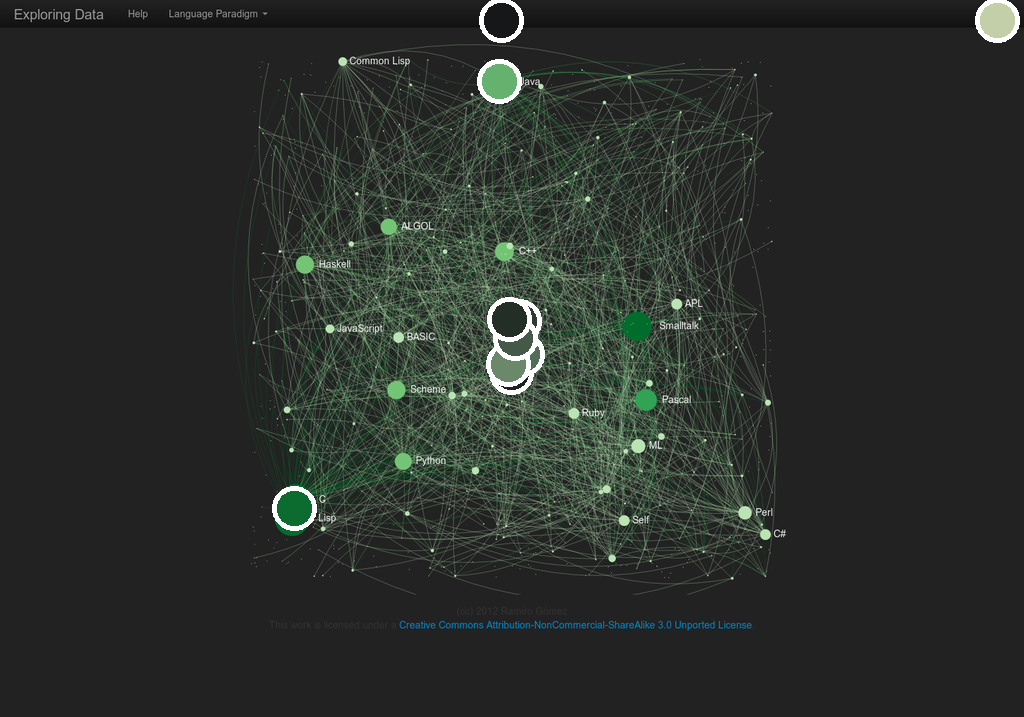 Exploring Data Help Language Paradigm
Common Lisp
Java
ALGOL
C++
Haskell
APL
Smalltalk
JavaScript
BASIC
Scheme
Pascal
Ruby
ML
Python
C
Lisp
Self
Perl
C#
(cc) 2012 Ramiro Gómez
This work is licensed under a Creative Commons Attribution-NonCommercial-ShareAlike 3.0 Unported License.